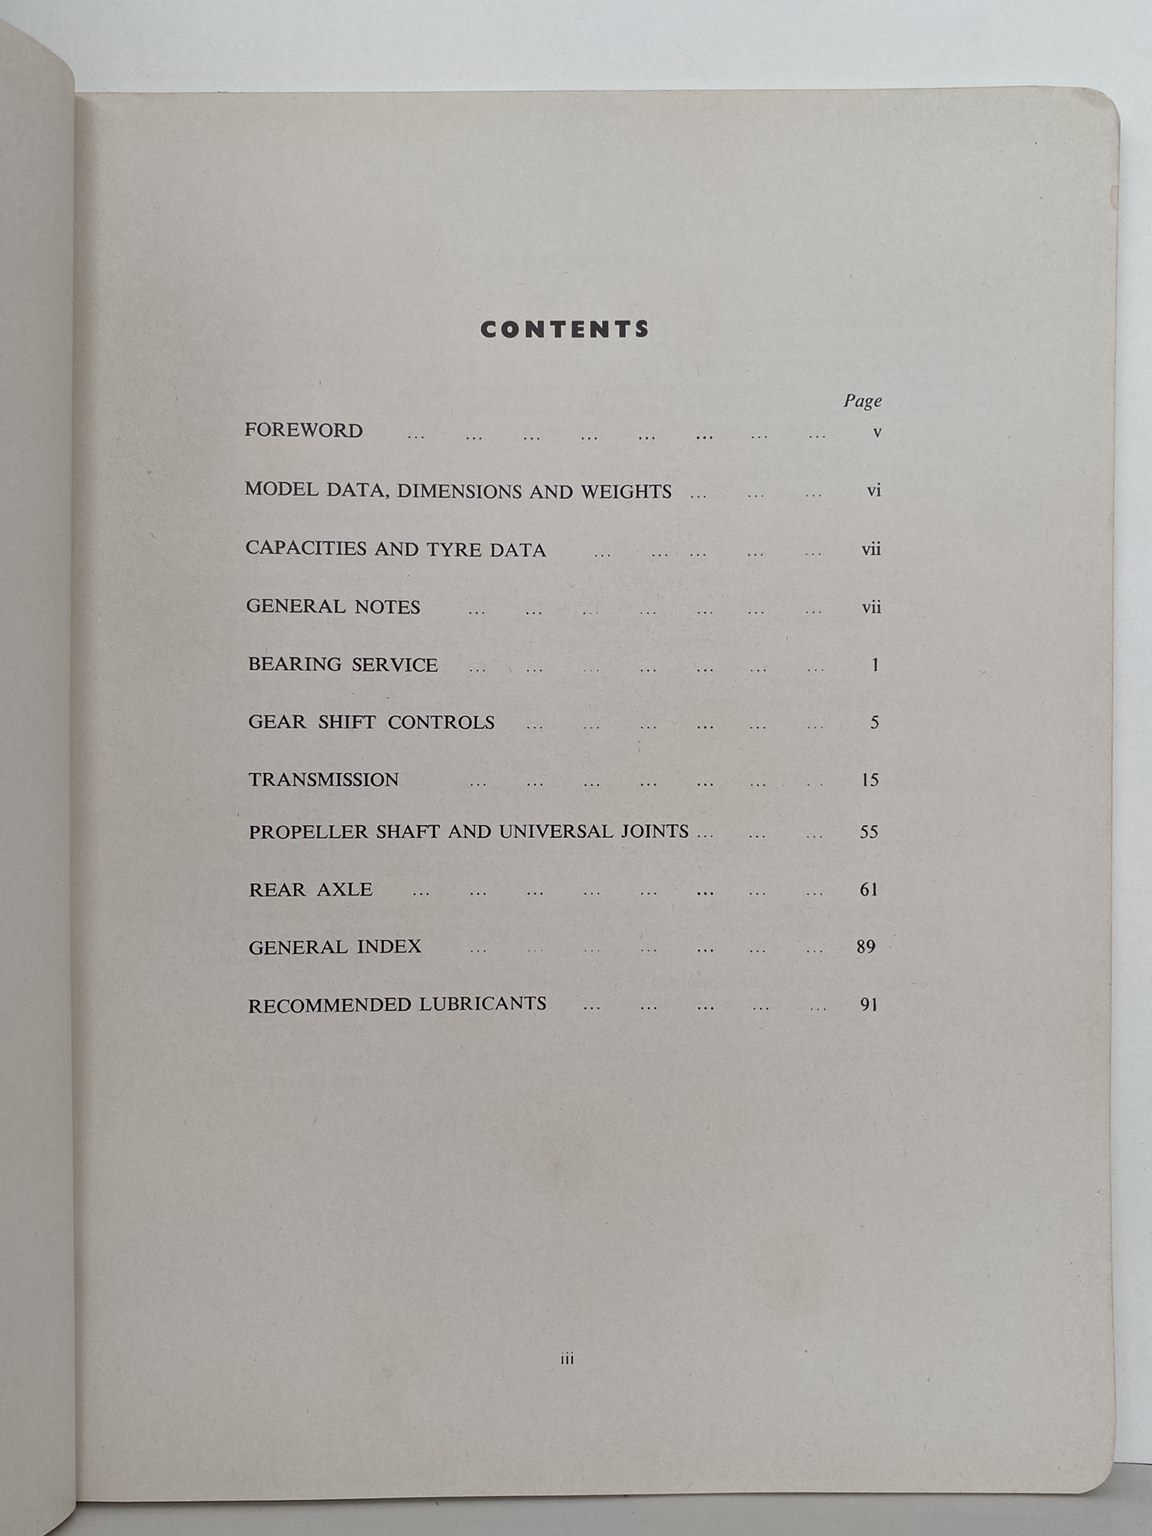 CONTENTS
Page
FOREWORD ... ... ... ... ... ... ... ... v
MODEL DATA, DIMENSIONS AND WEIGHTS ... ... ... vi
CAPACITIES AND TYRE DATA ... ... ... ... ... vii
GENERAL NOTES ... ... ... ... ... ... ... vii
BEARING SERVICE ... ... ... ... ... ... ... 1
GEAR SHIFT CONTROLS ... ... ... ... ... ... 5
TRANSMISSION ... ... ... ... ... ... ... 15
PROPELLER SHAFT AND UNIVERSAL JOINTS ... ... ... 55
REAR AXLE ... ... ... ... ... ... ... ... 61
GENERAL INDEX ... ... ... ... ... ... ... 89
RECOMMENDED LUBRICANTS ... ... ... ... ... 91
iii